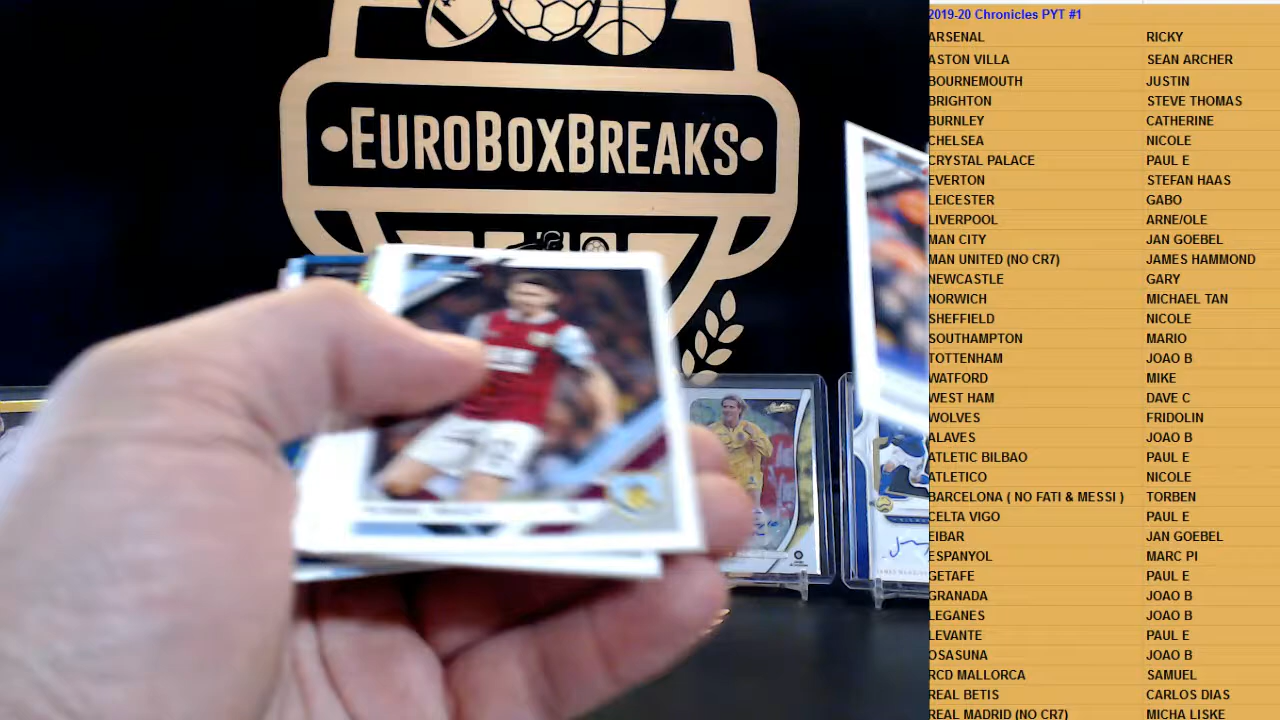 EUROBOXBREAKS
2019-20 Chronicles PYT #1
ARSENAL RICKY
ASTON VILLA SEAN ARCHER
BOURNEMOUTH JUSTIN
BRIGHTON STEVE THOMAS
BURNLEY CATHERINE
CHELSEA NICOLE
CRYSTAL PALACE PAUL E
EVERTON STEFAN HAAS
LEICESTER GABO
LIVERPOOL ARNE/OLE
MAN CITY JAN GOEBEL
MAN UNITED (NO CR7) JAMES HAMMOND
NEWCASTLE GARY
NORWICH MICHAEL TAN
SHEFFIELD NICOLE
SOUTHAMPTON MARIO
TOTTENHAM JOAO B
WATFORD MIKE
WEST HAM DAVE C
WOLVES FRIDOLIN
ALAVES JOAO B
ATLETIC BILBAO PAUL E
ATLETICO NICOLE
BARCELONA ( NO FATI & MESSI ) TORBEN
CELTA VIGO PAUL E
EIBAR JAN GOEBEL
ESPANYOL MARC PI
GETAFE PAUL E
GRANADA JOAO B
LEGANES JOAO B
LEVANTE PAUL E
OSASUNA JOAO B
RCD MALLORCA SAMUEL
REAL BETIS CARLOS DIAS
REAL MADRID (NO CR7) MICHA LISKE